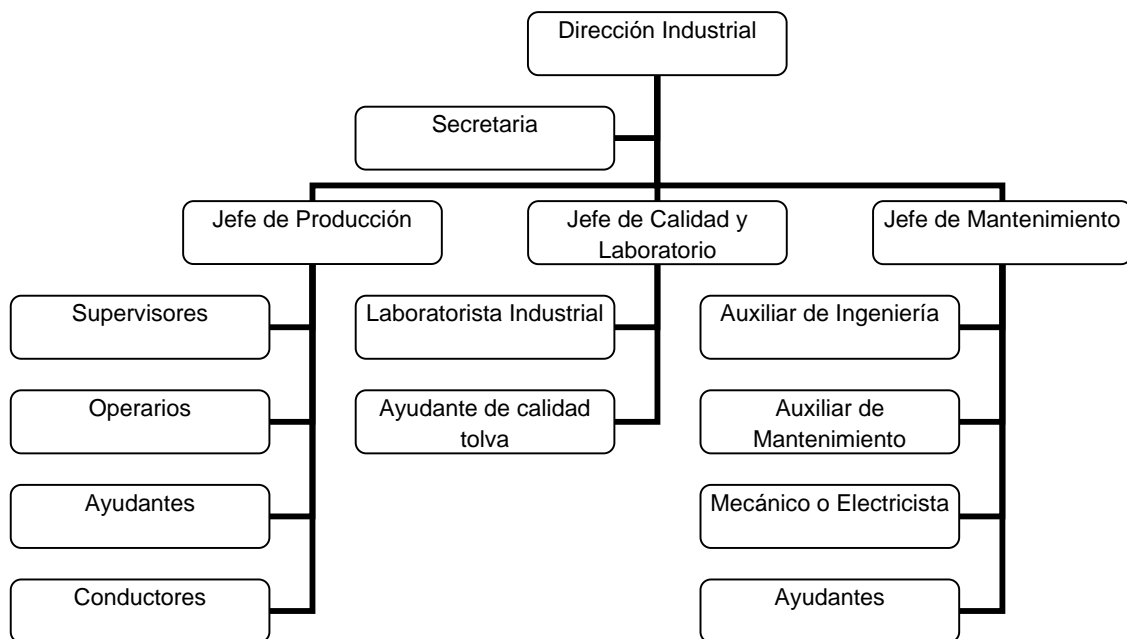 Dirección Industrial
Secretaria
Jefe de Producción
Jefe de Calidad y
Laboratorio
Jefe de Mantenimiento
Supervisores
Laboratorista Industrial
Auxiliar de Ingeniería
Operarios
Ayudante de calidad
tolva
Auxiliar de
Mantenimiento
Ayudantes
Mecánico o Electricista
Conductores
Ayudantes